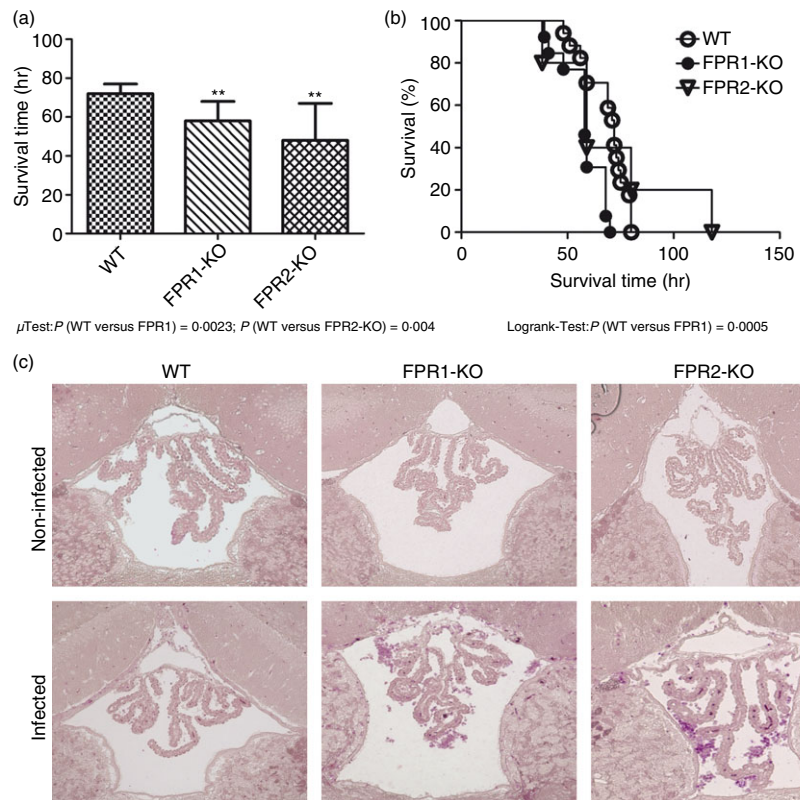 (a)
100
80
60
40
20
0
Survival time (hr)
**
**
WT
FPR1-KO
FPR2-KO
µTest:P (WT versus FPR1) = 0·0023; P (WT versus FPR2-KO) = 0·004
(b)
100
80
60
40
20
0
Survival (%)
WT
FPR1-KO
FPR2-KO
0
50
100
150
Survival time (hr)
Logrank-Test:P (WT versus FPR1) = 0·0005
(c)
WT
FPR1-KO
FPR2-KO
Non-infected
Infected